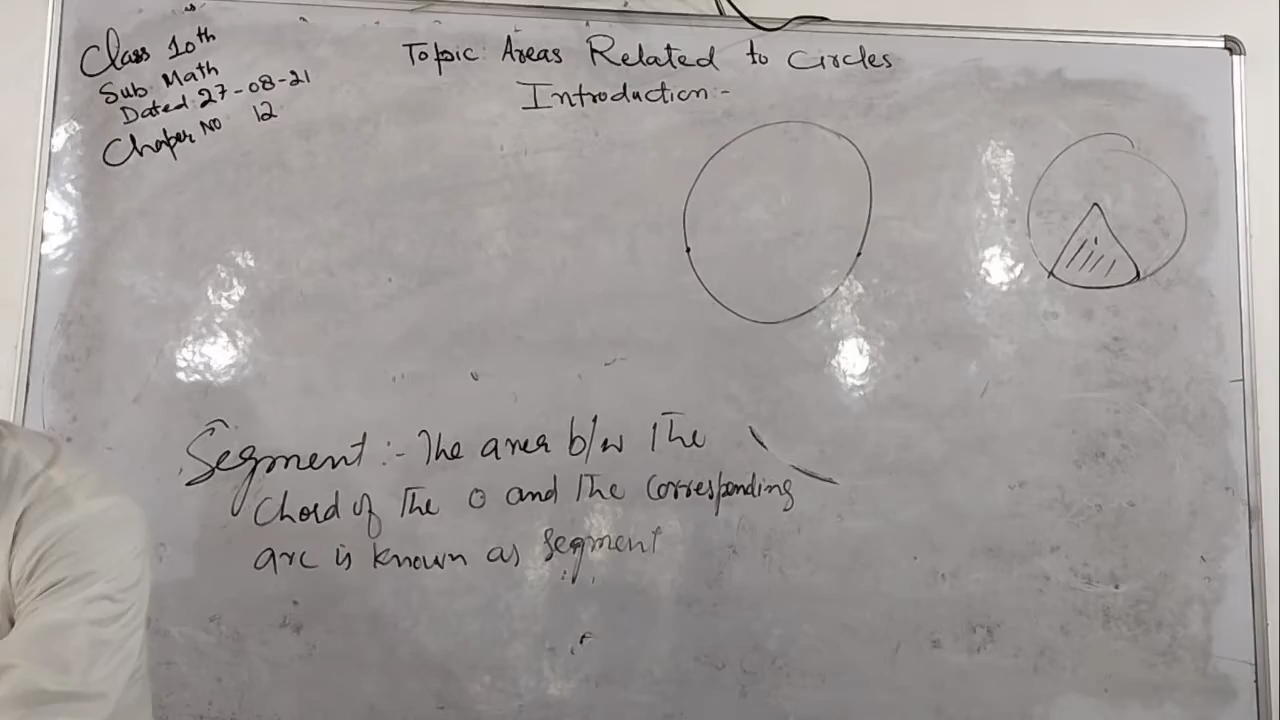 Class 10th
Sub Math
Dated 27-08-21
Chaper No 12
Topic: Areas Related to Circles
Introduction:-
Segment:- The area b/w The
Chord of The O and The Corresponding
arc is known as segment